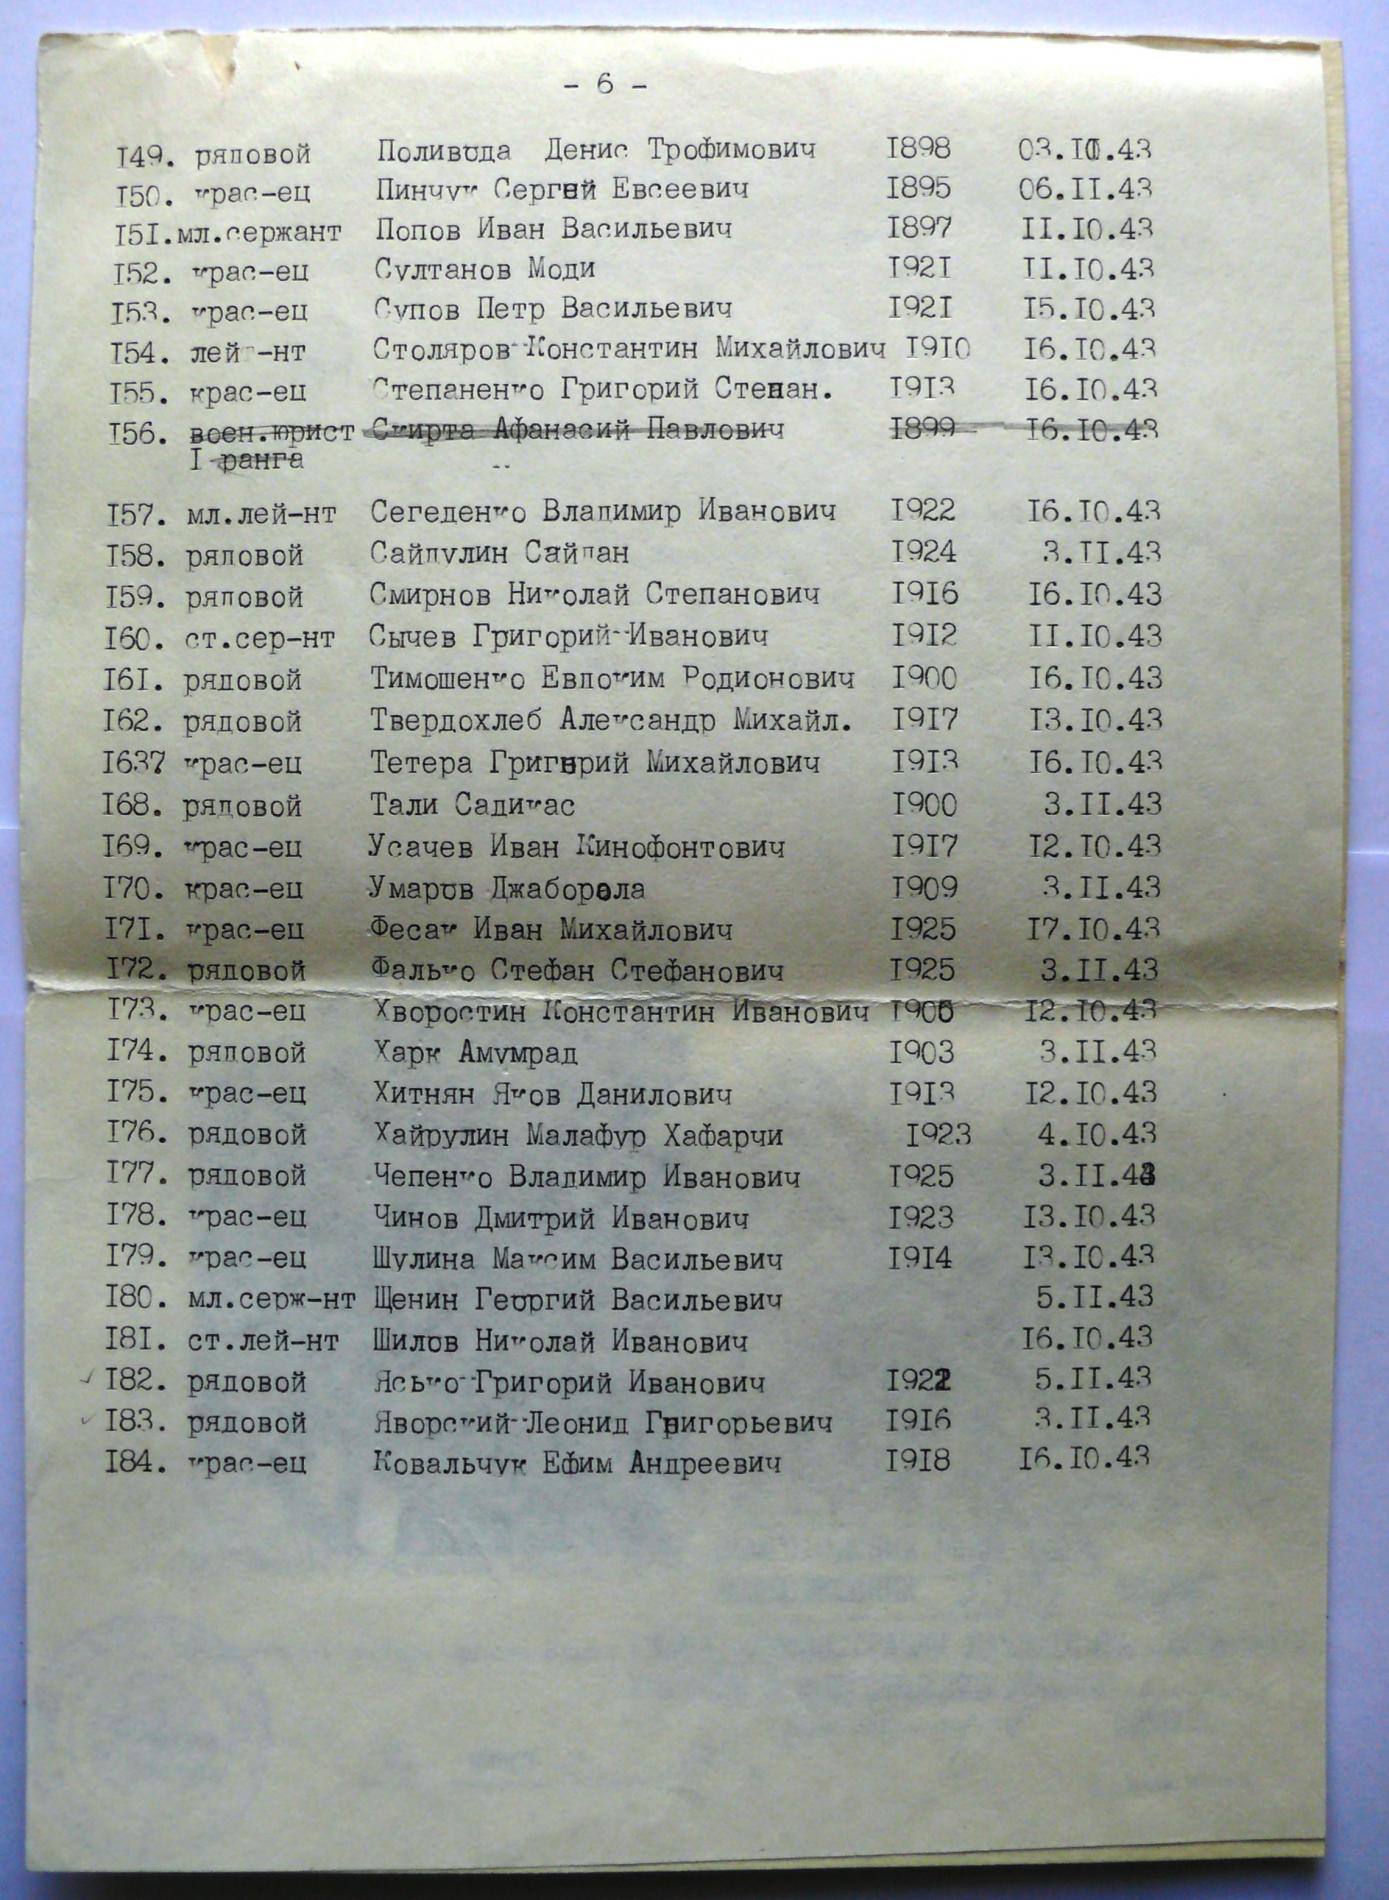 - 6 -
I49. рядовой Поливода Денис Трофимович I898 03.I0.43
I50. крас-ец Пинчук Сергей Евсеевич I895 06.II.43
I5I.мл.сержант Попов Иван Васильевич I897 II.I0.43
I52. крас-ец Султанов Моди I92I II.I0.43
I53. крас-ец Супов Петр Васильевич I92I I5.I0.43
I54. лей-нт Столяров Константин Михайлович I9I0 I6.I0.43
I55. крас-ец Степаненко Григорий Степан. I9I3 I6.I0.43
I56. воен.юрист Скирта Афанасий Павлович I899 I6.I0.43
I ранга
I57. мл.лей-нт Сегеденко Владимир Иванович I922 I6.I0.43
I58. рядовой Сайдулин Сайдан I924 3.II.43
I59. рядовой Смирнов Николай Степанович I9I6 I6.I0.43
I60. ст.сер-нт Сычев Григорий Иванович I9I2 II.I0.43
I6I. рядовой Тимошенко Евдоким Родионович I900 I6.I0.43
I62. рядовой Твердохлеб Александр Михайл. I9I7 I3.I0.43
I637 крас-ец Тетера Григорий Михайлович I9I3 I6.I0.43
I68. рядовой Тали Садикас I900 3.II.43
I69. крас-ец Усачев Иван Кинофонтович I9I7 I2.I0.43
I70. крас-ец Умаров Джаборола I909 3.II.43
I7I. крас-ец Фесак Иван Михайлович I925 I7.I0.43
I72. рядовой Фалько Стефан Стефанович I925 3.II.43
I73. крас-ец Хворостин Константин Иванович I2.I0.43
I74. рядовой Харк Амумрад I903 3.II.43
I75. крас-ец Хитнян Яков Данилович I9I3 I2.I0.43
I76. рядовой Хайрулин Малафур Хафарчи I923 4.I0.43
I77. рядовой Чепенко Владимир Иванович I925 3.II.43
I78. крас-ец Чинов Дмитрий Иванович I923 I3.I0.43
I79. крас-ец Шулина Максим Васильевич I9I4 I3.I0.43
I80. мл.серж-нт Щенин Георгий Васильевич 5.II.43
I8I. ст.лей-нт Шилов Николай Иванович I6.I0.43
I82. рядовой Ясько Григорий Иванович 5.II.43
I83. рядовой Яворский Леонид Григорьевич I9I6 3.II.43
I84. крас-ец Ковальчук Ефим Андреевич I9I8 I6.I0.43